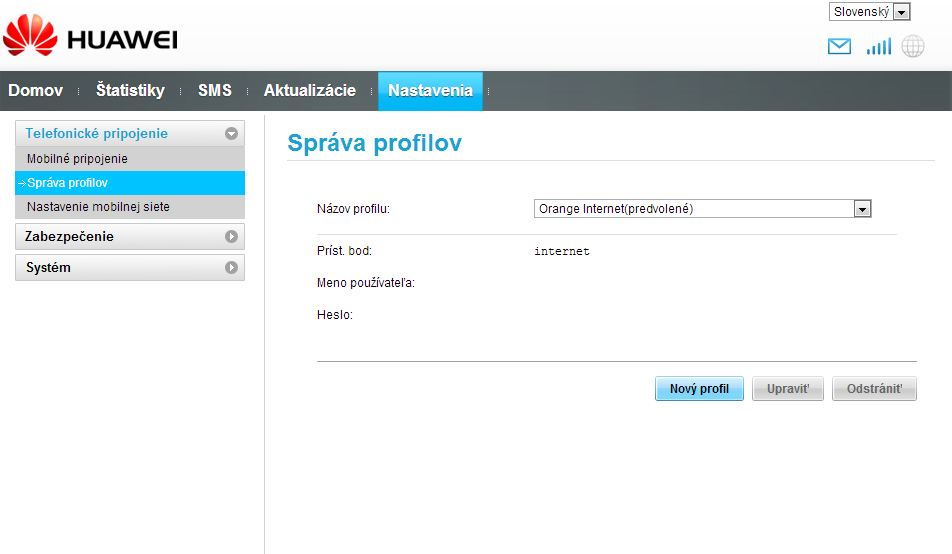 Slovenský
HUAWEI
Domov Štatistiky SMS Aktualizácie Nastavenia
Telefonické pripojenie
Mobilné pripojenie
Správa profilov
Nastavenie mobilnej siete
Zabezpečenie
Systém
Správa profilov
Názov profilu: Orange Internet(predvolené)
Príst. bod: internet
Meno používateľa:
Heslo:
Nový profil Upraviť Odstrániť